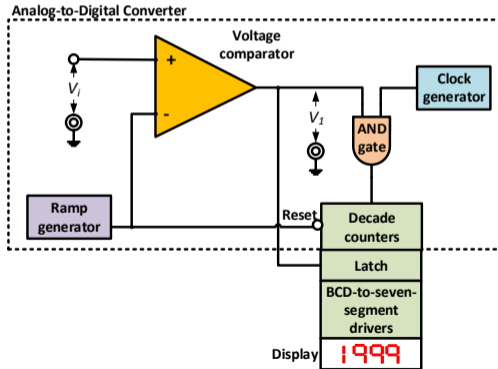 Analog-to-Digital Converter
Voltage
comparator
+
-
Vi
V1
Clock
generator
AND
gate
Ramp
generator
Reset
Decade
counters
Latch
BCD-to-seven-
segment
drivers
Display
1999